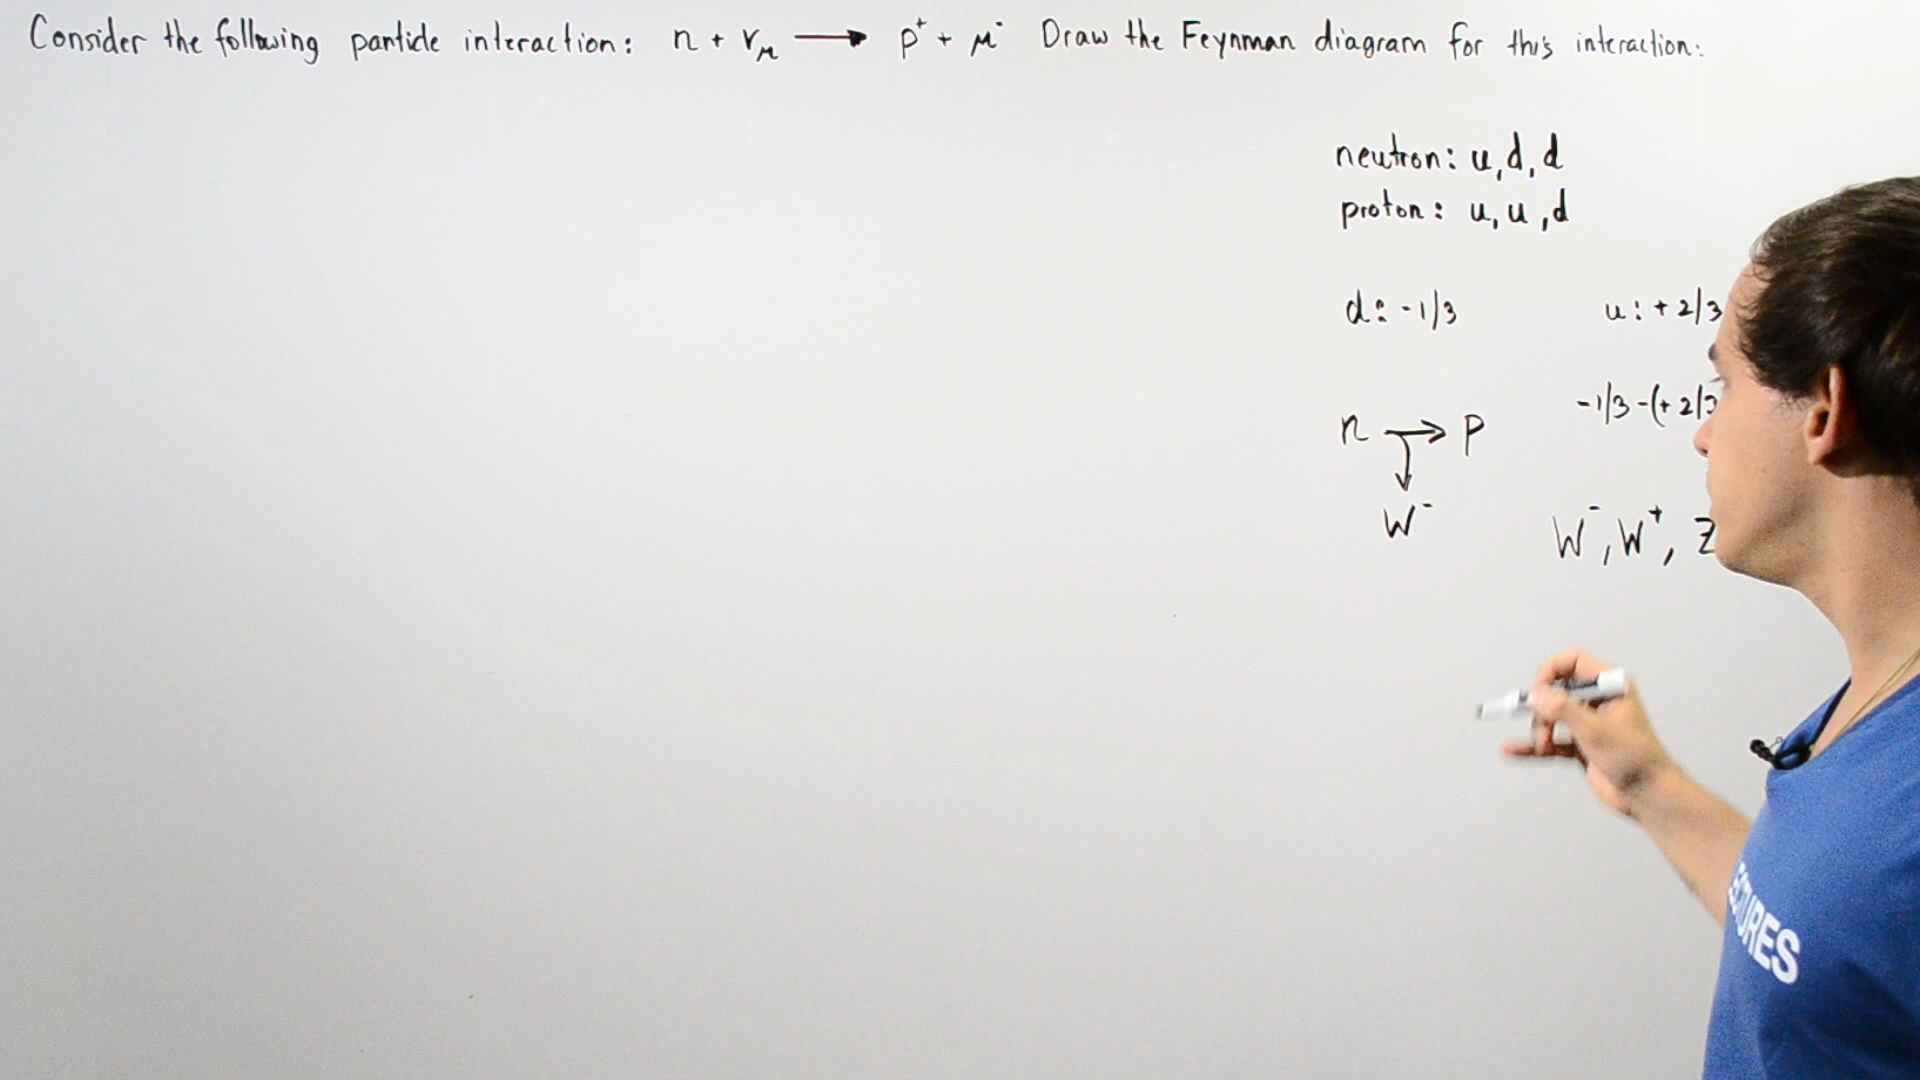 Consider the following particle interaction: n + νμ → p⁺ + μ⁻ Draw the Feynman diagram for this interaction:
neutron: u, d, d
proton: u, u, d
d: -1/3 u: + 2/3
-1/3 -(+ 2/3
n → p
W⁻
W⁻, W⁺, Z